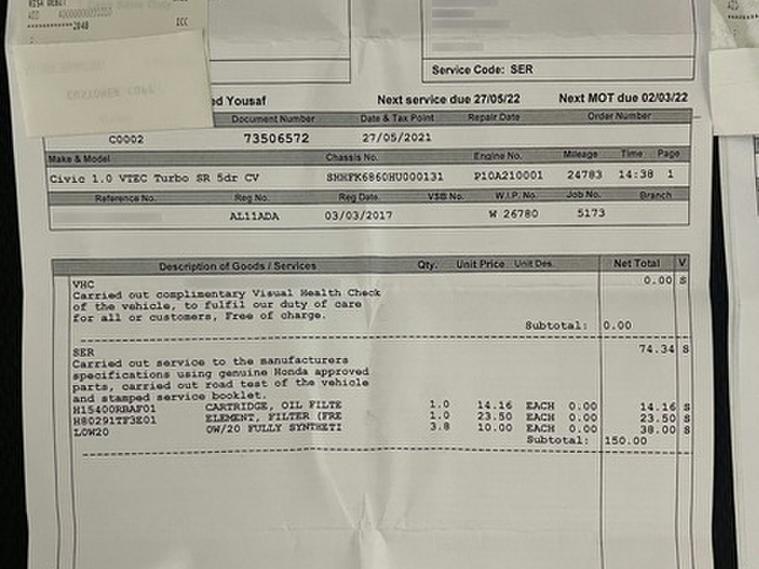 VISA DEBIT
AID
************2048 ICC
CUSTOMER COPY
Service Code: SER
ed Yousaf Next service due 27/05/22 Next MOT due 02/03/22
Document Number Date & Tax Point Repair Date Order Number
C0002 73506572 27/05/2021
Make & Model Chassis No. Engine No. Mileage Time Page
Civic 1.0 VTEC Turbo SR 5dr CV SHHFK6860HU000131 P10A210001 24783 14:38 1
Reference No. Reg No. Reg Date. VSB No. W.I.P. No. Job No. Branch
AL11ADA 03/03/2017 W 26780 5173
Description of Goods / Services Qty. Unit Price Unit Des. Net Total V
VHC 0.00 S
Carried out complimentary Visual Health Check
of the vehicle, to fulfil our duty of care
for all or customers, Free of charge.
Subtotal: 0.00
SER 74.34 S
Carried out service to the manufacturers
specifications using genuine Honda approved
parts, carried out road test of the vehicle
and stamped service booklet.
H15400RBAF01 CARTRIDGE, OIL FILTE 1.0 14.16 EACH 0.00 14.16 S
H80291TF3E01 ELEMENT, FILTER (FRE 1.0 23.50 EACH 0.00 23.50 S
LOW20 0W/20 FULLY SYNTHETI 3.8 10.00 EACH 0.00 38.00 S
Subtotal: 150.00